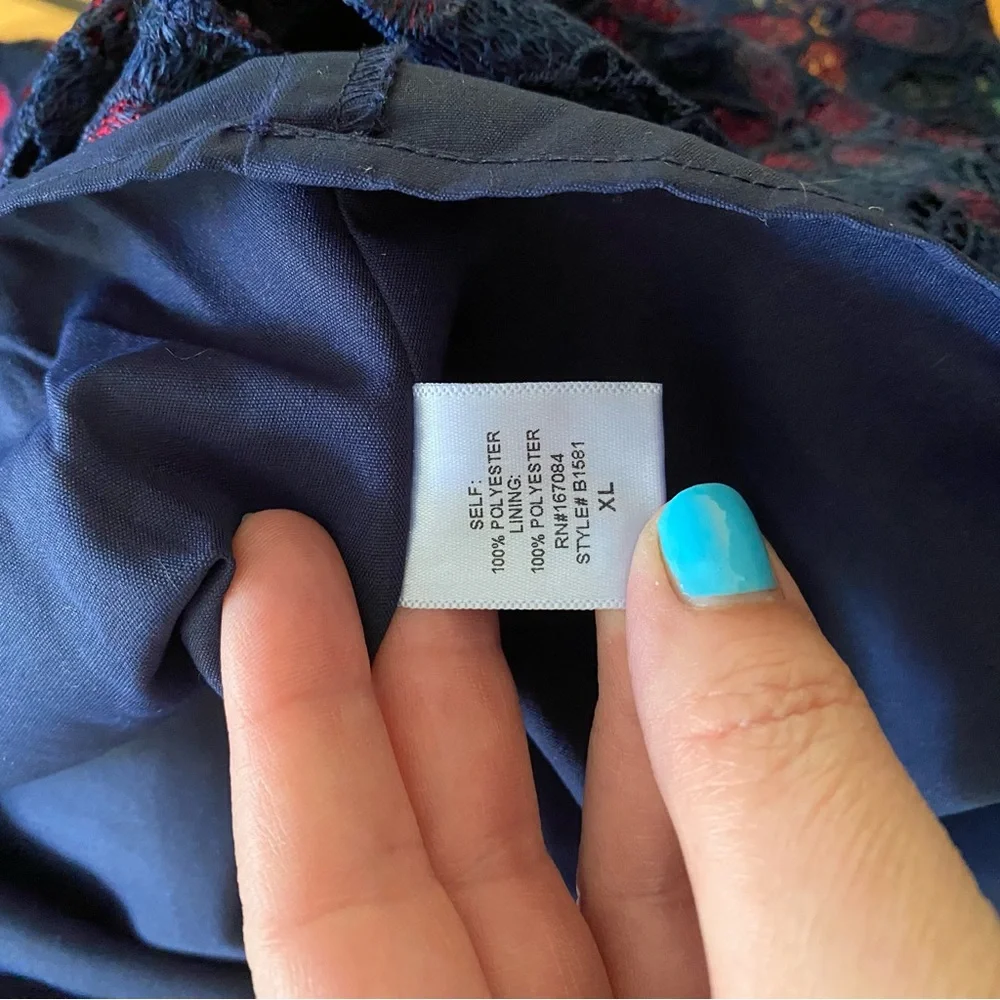 SELF:
100% POLYESTER
LINING:
100% POLYESTER
RN#167084
STYLE# B1581
XL